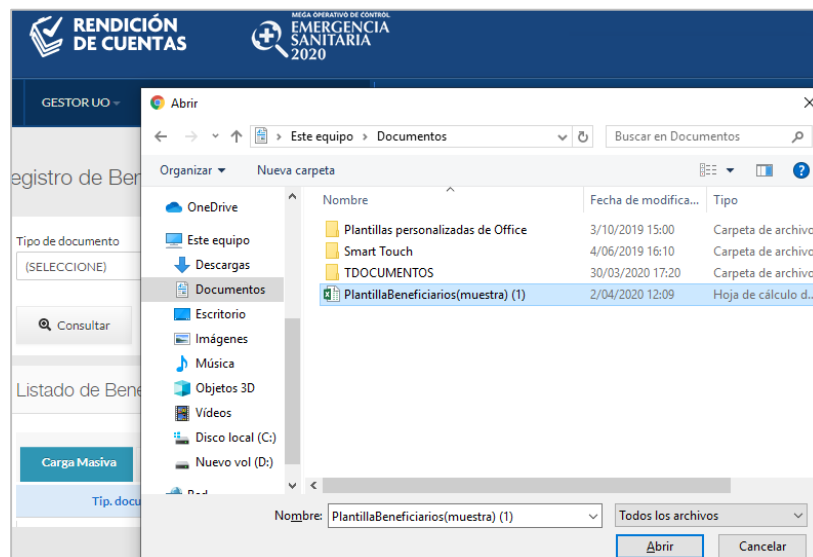 RENDICIÓN
DE CUENTAS
MEGA OPERATIVO DE CONTROL
EMERGENCIA
SANITARIA
2020
GESTOR UO
Abrir
Este equipo > Documentos
Buscar en Documentos
Organizar
Nueva carpeta
egistro de Ber
Tipo de documento
(SELECCIONE)
Consultar
Listado de Bene
Carga Masiva
Tip. docu
OneDrive
Este equipo
Descargas
Documentos
Escritorio
Imágenes
Música
Objetos 3D
Vídeos
Disco local (C:)
Nuevo vol (D:)
Red
Nombre Fecha de modifica... Tipo
Plantillas personalizadas de Office 3/10/2019 15:00 Carpeta de archivo
Smart Touch 4/06/2019 16:10 Carpeta de archivo
TDOCUMENTOS 30/03/2020 17:20 Carpeta de archivo
PlantillaBeneficiarios(muestra) (1) 2/04/2020 12:09 Hoja de cálculo d...
Nombre: PlantillaBeneficiarios(muestra) (1) Todos los archivos
Abrir Cancelar